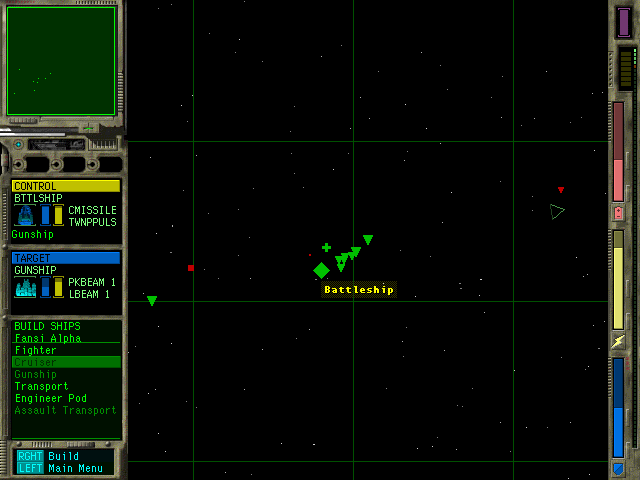 CONTROL
BTTLSHIP
CMISSILE
TWNPPULS
Gunship
TARGET
GUNSHIP
PKBEAM 1
LBEAM 1
BUILD SHIPS
Fansi Alpha
Fighter
Cruiser
Gunship
Transport
Engineer Pod
Assault Transport
RGHT Build
LEFT Main Menu
Battleship